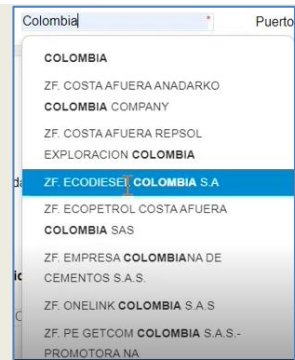 Colombia * Puerto
COLOMBIA
ZF. COSTA AFUERA ANADARKO
COLOMBIA COMPANY
ZF. COSTA AFUERA REPSOL
EXPLORACION COLOMBIA
ZF. ECODIESEL COLOMBIA S.A
ZF. ECOPETROL COSTA AFUERA
COLOMBIA SAS
ZF. EMPRESA COLOMBIANA DE
CEMENTOS S.A.S.
ZF. ONELINK COLOMBIA S.A.S
ZF. PE GETCOM COLOMBIA S.A.S.-
PROMOTORA NA